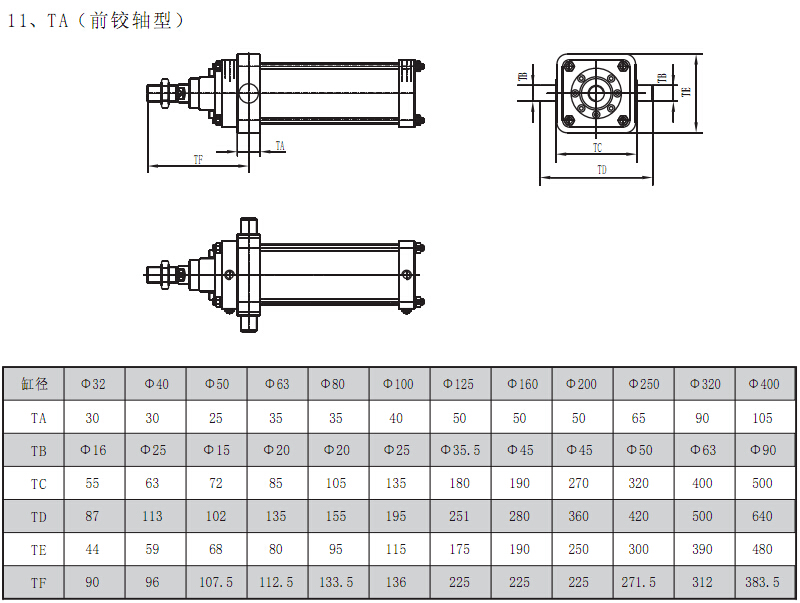 11、TA（前铰轴型）
TF
TA
TB
TB
TE
TC
TD
缸径 Φ32 Φ40 Φ50 Φ63 Φ80 Φ100 Φ125 Φ160 Φ200 Φ250 Φ320 Φ400
TA 30 30 25 35 35 40 50 50 50 65 90 105
TB Φ16 Φ25 Φ15 Φ20 Φ20 Φ25 Φ35.5 Φ45 Φ45 Φ50 Φ63 Φ90
TC 55 63 72 85 105 135 180 190 270 320 400 500
TD 87 113 102 135 155 195 251 280 360 420 500 640
TE 44 59 68 80 95 115 175 190 250 300 390 480
TF 90 96 107.5 112.5 133.5 136 225 225 225 271.5 312 383.5